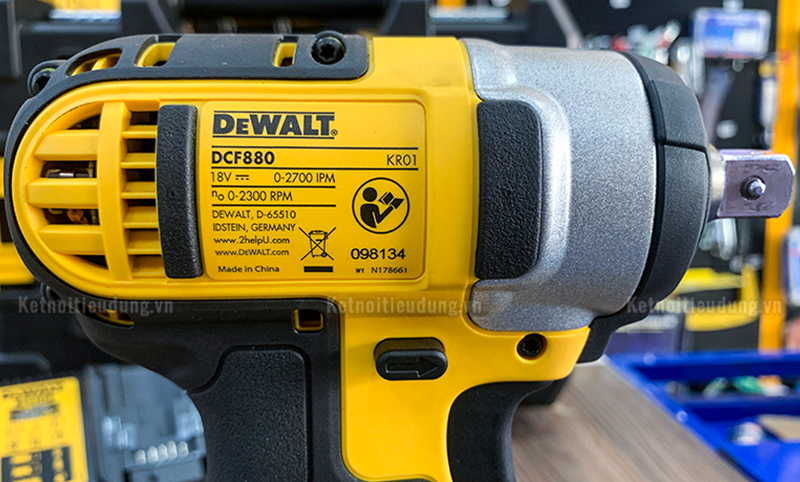 DEWALT®
DCF880 KR01
18V 0-2700 IPM
n₀ 0-2300 RPM
DEWALT, D-65510
IDSTEIN, GERMANY
www.2helpU.com
www.DEWALT.com
Made in China
098134
WY N178661
Ketnoitieudung.vn Ketnoitieudung.vn Ketnoitieudung.vn